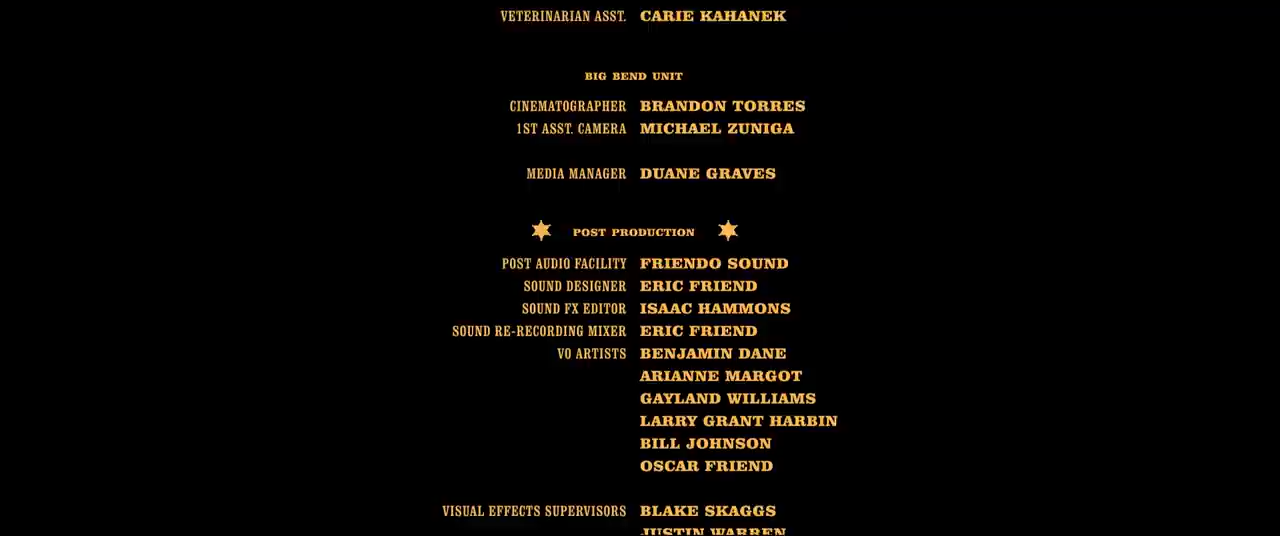 VETERINARIAN ASST. CARIE KAHANEK
BIG BEND UNIT
CINEMATOGRAPHER BRANDON TORRES
1ST ASST. CAMERA MICHAEL ZUNIGA
MEDIA MANAGER DUANE GRAVES
POST PRODUCTION
POST AUDIO FACILITY FRIENDO SOUND
SOUND DESIGNER ERIC FRIEND
SOUND FX EDITOR ISAAC HAMMONS
SOUND RE-RECORDING MIXER ERIC FRIEND
VO ARTISTS BENJAMIN DANE
ARIANNE MARGOT
GAYLAND WILLIAMS
LARRY GRANT HARBIN
BILL JOHNSON
OSCAR FRIEND
VISUAL EFFECTS SUPERVISORS BLAKE SKAGGS
JUSTIN WARREN